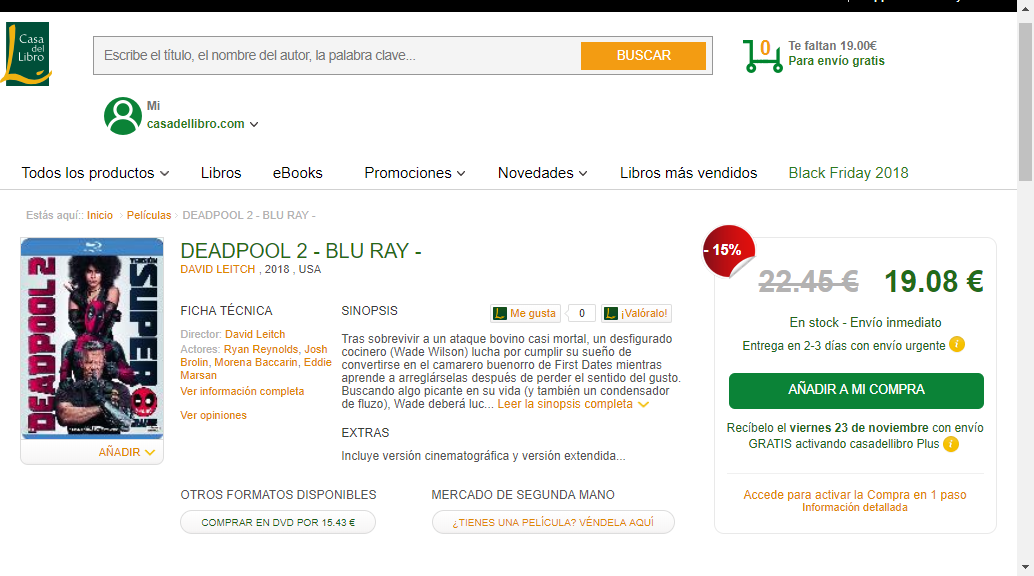 Casa
del
Libro
Escribe el título, el nombre del autor, la palabra clave...
BUSCAR
0
Te faltan 19.00€
Para envío gratis
Mi
casadellibro.com
Todos los productos
Libros
eBooks
Promociones
Novedades
Libros más vendidos
Black Friday 2018
Estás aquí:: Inicio › Películas › DEADPOOL 2 - BLU RAY -
DEADPOOL 2
SUPER
AÑADIR
DEADPOOL 2 - BLU RAY -
DAVID LEITCH , 2018 , USA
FICHA TÉCNICA
Director: David Leitch
Actores: Ryan Reynolds, Josh
Brolin, Morena Baccarin, Eddie
Marsan
Ver información completa
Ver opiniones
SINOPSIS
Me gusta
0
¡Valóralo!
Tras sobrevivir a un ataque bovino casi mortal, un desfigurado
cocinero (Wade Wilson) lucha por cumplir su sueño de
convertirse en el camarero buenorro de First Dates mientras
aprende a arreglárselas después de perder el sentido del gusto.
Buscando algo picante en su vida (y también un condensador
de fluzo), Wade deberá luc... Leer la sinopsis completa
EXTRAS
Incluye versión cinematográfica y versión extendida...
OTROS FORMATOS DISPONIBLES
COMPRAR EN DVD POR 15.43 €
MERCADO DE SEGUNDA MANO
¿TIENES UNA PELÍCULA? VÉNDELA AQUÍ
- 15%
22.45 €
19.08 €
En stock - Envío inmediato
Entrega en 2-3 días con envío urgente i
AÑADIR A MI COMPRA
Recíbelo el viernes 23 de noviembre con envío
GRATIS activando casadellibro Plus i
Accede para activar la Compra en 1 paso
Información detallada